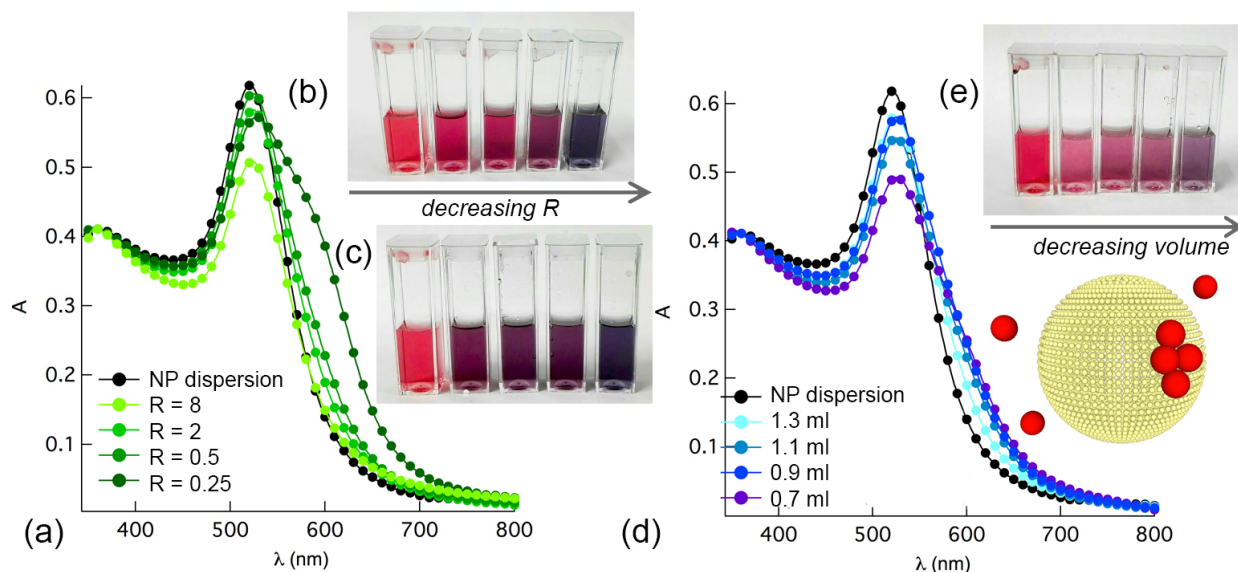 (a)
A
0.6
0.5
0.4
0.3
0.2
0.1
400
500
600
700
800
λ (nm)
NP dispersion
R = 8
R = 2
R = 0.5
R = 0.25
(b)
decreasing R
(c)
(d)
A
0.6
0.5
0.4
0.3
0.2
0.1
400
500
600
700
800
λ (nm)
NP dispersion
1.3 ml
1.1 ml
0.9 ml
0.7 ml
(e)
decreasing volume